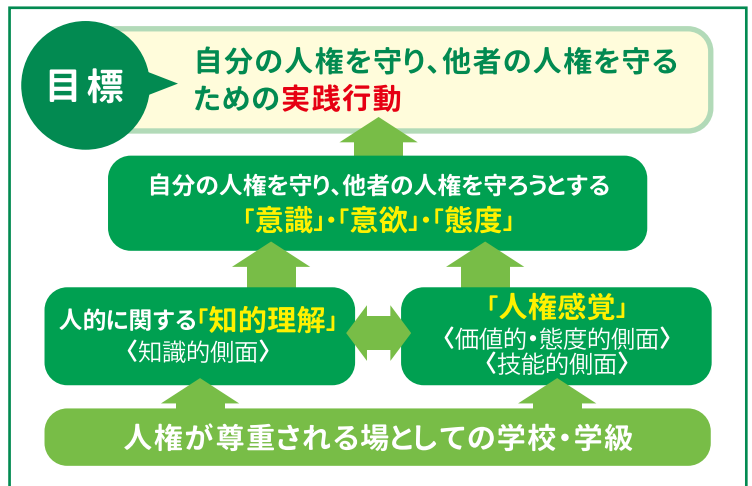 目標
自分の人権を守り、他者の人権を守る
ための実践行動
自分の人権を守り、他者の人権を守ろうとする
「意識」・「意欲」・「態度」
人的に関する「知的理解」
〈知識的側面〉
「人権感覚」
〈価値的・態度的側面〉
〈技能的側面〉
人権が尊重される場としての学校・学級